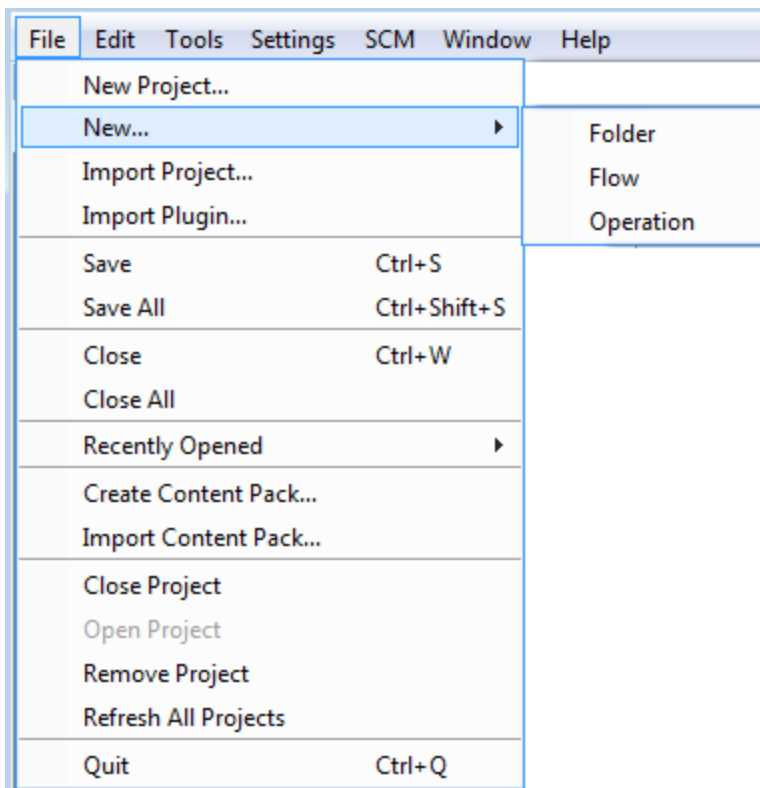 File Edit Tools Settings SCM Window Help
New Project...
New...
Folder
Flow
Operation
Import Project...
Import Plugin...
Save Ctrl+S
Save All Ctrl+Shift+S
Close Ctrl+W
Close All
Recently Opened
Create Content Pack...
Import Content Pack...
Close Project
Open Project
Remove Project
Refresh All Projects
Quit Ctrl+Q